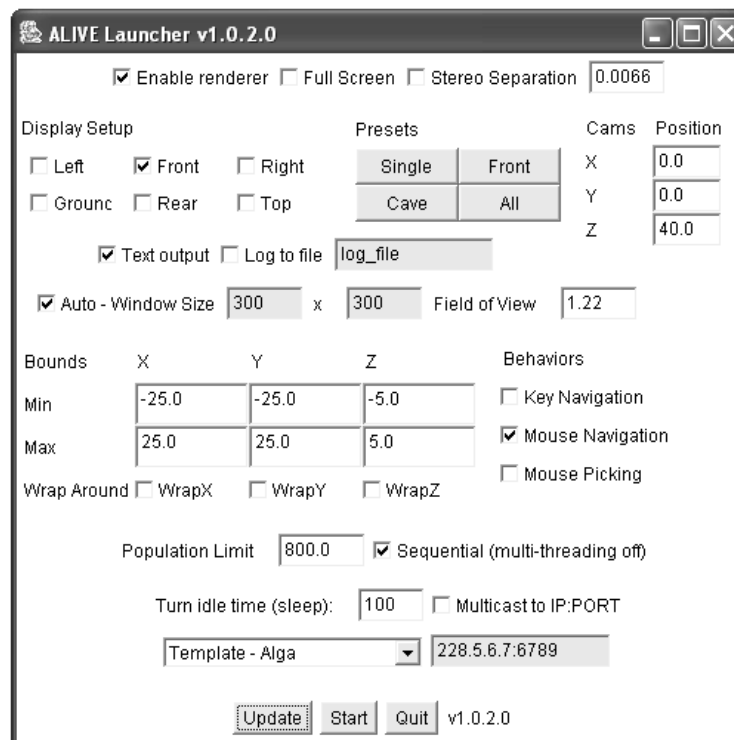 ALIVE Launcher v1.0.2.0
Enable renderer Full Screen Stereo Separation 0.0066
Display Setup Presets Cams Position
Left Front Right Single Front X 0.0
Ground Rear Top Cave All Y 0.0
Z 40.0
Text output Log to file log_file
Auto - Window Size 300 x 300 Field of View 1.22
Bounds X Y Z Behaviors
Min -25.0 -25.0 -5.0 Key Navigation
Max 25.0 25.0 5.0 Mouse Navigation
Wrap Around WrapX WrapY WrapZ Mouse Picking
Population Limit 800.0 Sequential (multi-threading off)
Turn idle time (sleep): 100 Multicast to IP:PORT
Template - Alga 228.5.6.7:6789
Update Start Quit v1.0.2.0